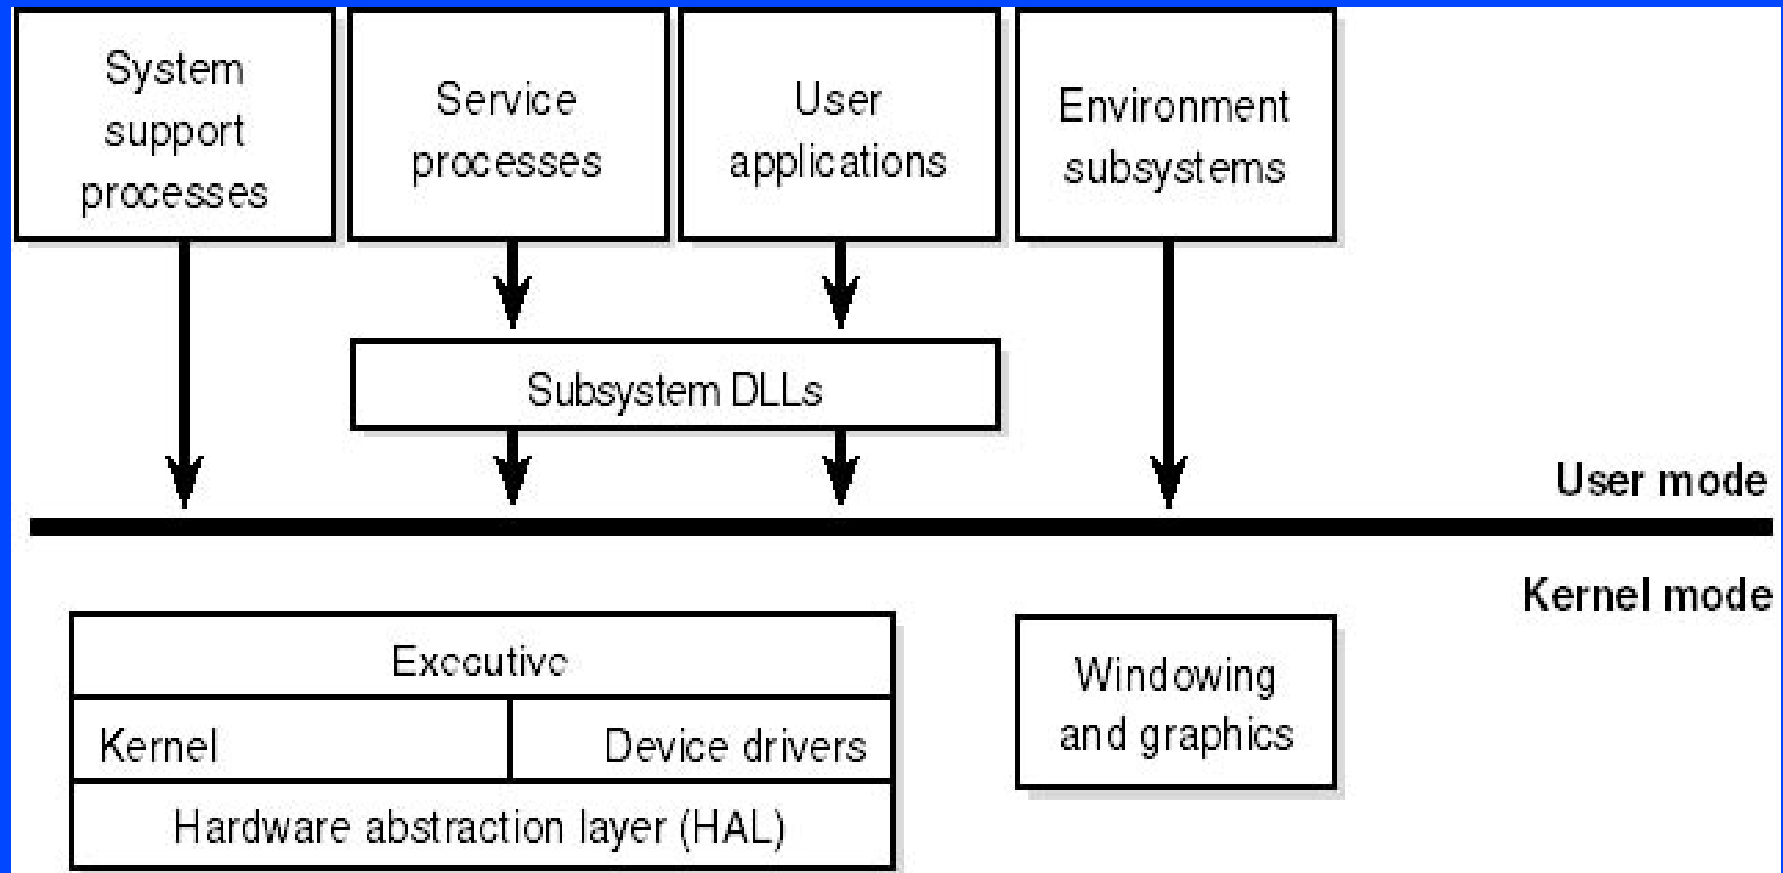 System
support
processes
Service
processes
User
applications
Environment
subsystems
Subsystem DLLs
User mode
Kernel mode
Executive
Kernel
Device drivers
Hardware abstraction layer (HAL)
Windowing
and graphics